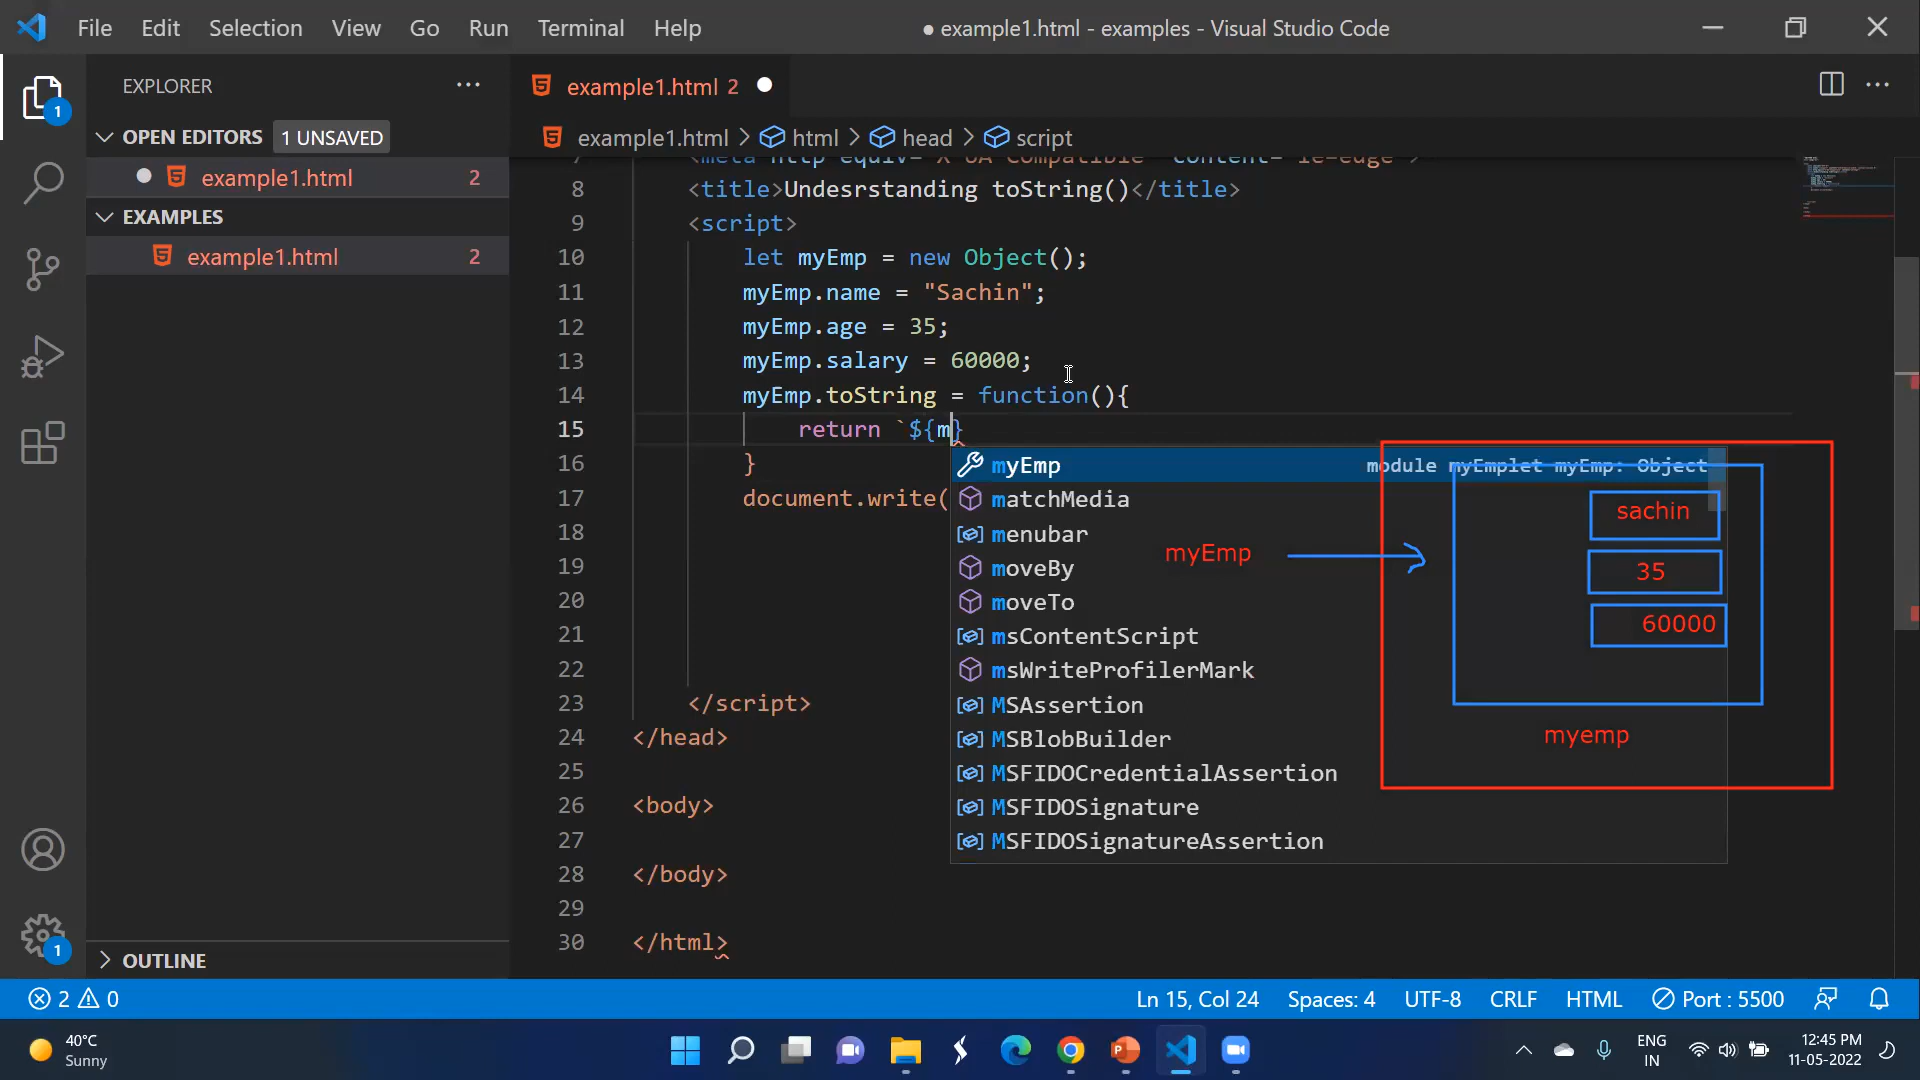 File Edit Selection View Go Run Terminal Help
● example1.html - examples - Visual Studio Code
EXPLORER
OPEN EDITORS 1 UNSAVED
example1.html 2
EXAMPLES
example1.html 2
OUTLINE
example1.html 2
example1.html > html > head > script
8 <title>Undesrstanding toString()</title>
9 <script>
10 let myEmp = new Object();
11 myEmp.name = "Sachin";
12 myEmp.age = 35;
13 myEmp.salary = 60000;
14 myEmp.toString = function(){
15 return `${m}
16 }
17 document.write(
18
19
20
21
22
23 </script>
24 </head>
25
26 <body>
27
28 </body>
29
30 </html>
myEmp module myEmplet myEmp: Object
matchMedia
menubar
moveBy
moveTo
msContentScript
msWriteProfilerMark
MSAssertion
MSBlobBuilder
MSFIDOCredentialAssertion
MSFIDOSignature
MSFIDOSignatureAssertion
myEmp
sachin
35
60000
myemp
1
1
2 0
Ln 15, Col 24 Spaces: 4 UTF-8 CRLF HTML Port : 5500
40°C
Sunny
ENG
IN
12:45 PM
11-05-2022